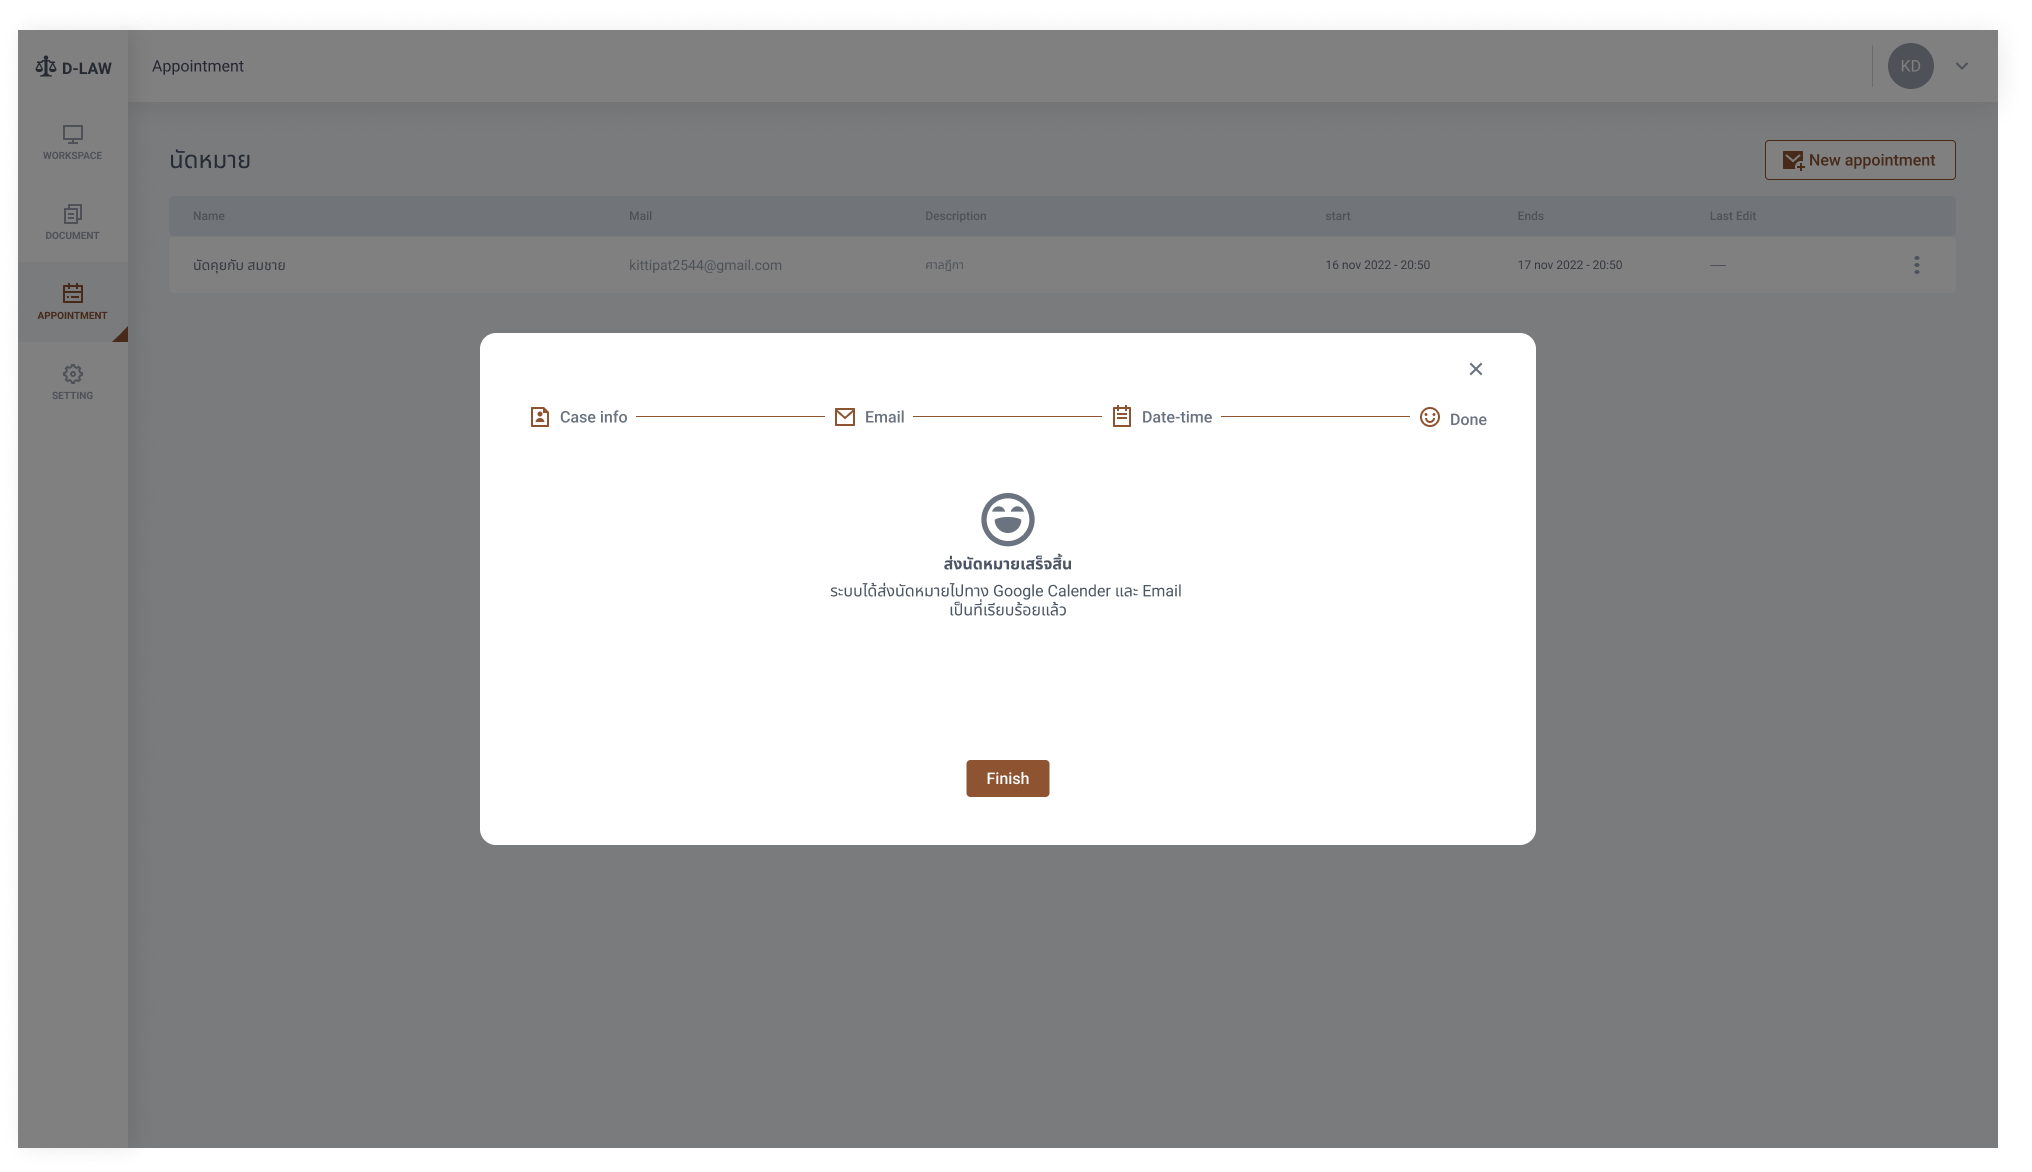 D-LAW
Appointment
KD
WORKSPACE
DOCUMENT
APPOINTMENT
SETTING
นัดหมาย
New appointment
Name Mail Description start Ends Last Edit
นัดคุยกับ สมชาย kittipat2544@gmail.com ศาลฎีกา 16 nov 2022 - 20:50 17 nov 2022 - 20:50 —
Case info Email Date-time Done
ส่งนัดหมายเสร็จสิ้น
ระบบได้ส่งนัดหมายไปทาง Google Calender และ Email
เป็นที่เรียบร้อยแล้ว
Finish